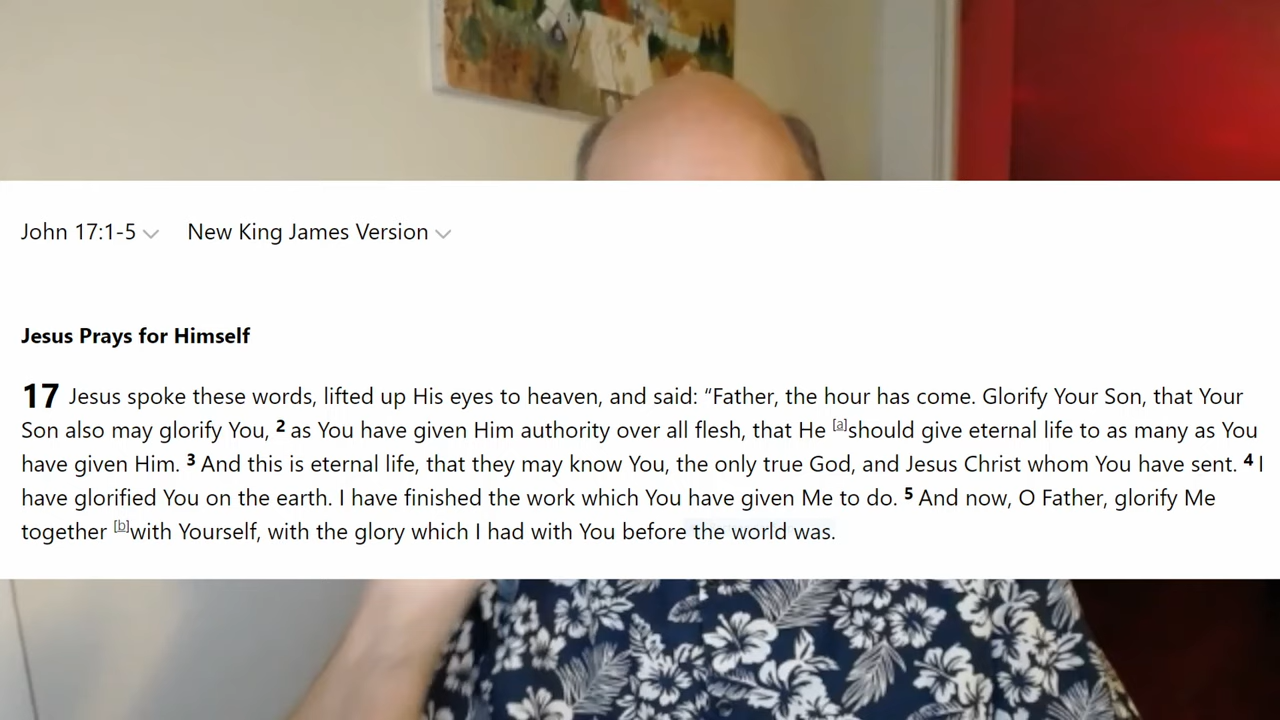 John 17:1-5 New King James Version
Jesus Prays for Himself
17 Jesus spoke these words, lifted up His eyes to heaven, and said: “Father, the hour has come. Glorify Your Son, that Your
Son also may glorify You, 2 as You have given Him authority over all flesh, that He [a]should give eternal life to as many as You
have given Him. 3 And this is eternal life, that they may know You, the only true God, and Jesus Christ whom You have sent. 4 I
have glorified You on the earth. I have finished the work which You have given Me to do. 5 And now, O Father, glorify Me
together [b]with Yourself, with the glory which I had with You before the world was.